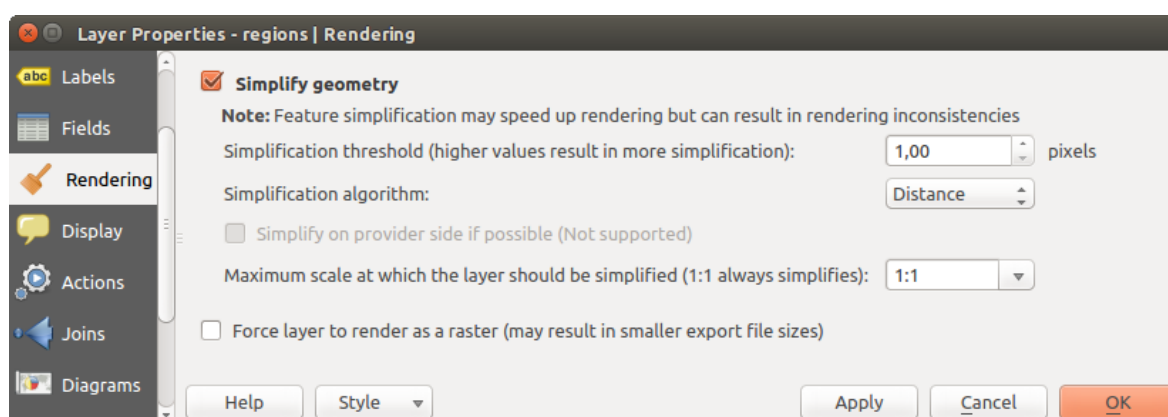 Layer Properties - regions | Rendering
abc Labels
Fields
Rendering
Display
Actions
Joins
Diagrams
Simplify geometry
Note: Feature simplification may speed up rendering but can result in rendering inconsistencies
Simplification threshold (higher values result in more simplification): 1,00 pixels
Simplification algorithm: Distance
Simplify on provider side if possible (Not supported)
Maximum scale at which the layer should be simplified (1:1 always simplifies): 1:1
Force layer to render as a raster (may result in smaller export file sizes)
Help Style Apply Cancel OK